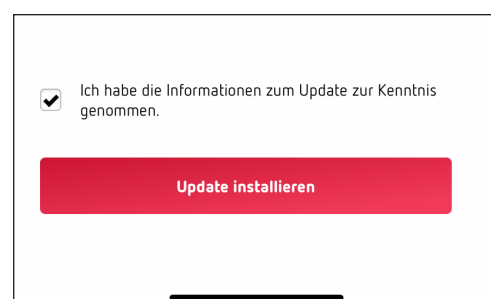 Ich habe die Informationen zum Update zur Kenntnis
genommen.
Update installieren